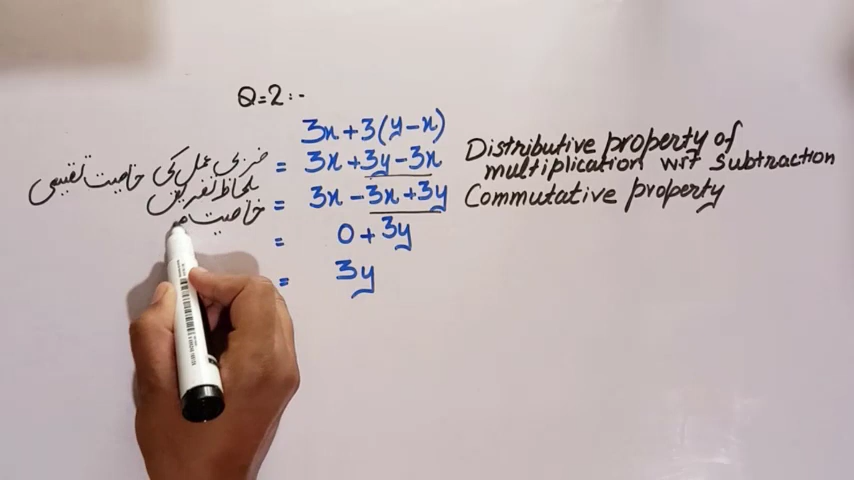 Q=2:-
3x+3(y-x)
= 3x+3y-3x
Distributive property of
multiplication wrt subtraction
ضربی عمل کی خاصیت تقسیمی
بلحاظ تفریق
= 3x-3x+3y
Commutative property
خاصیت
= 0+3y
= 3y